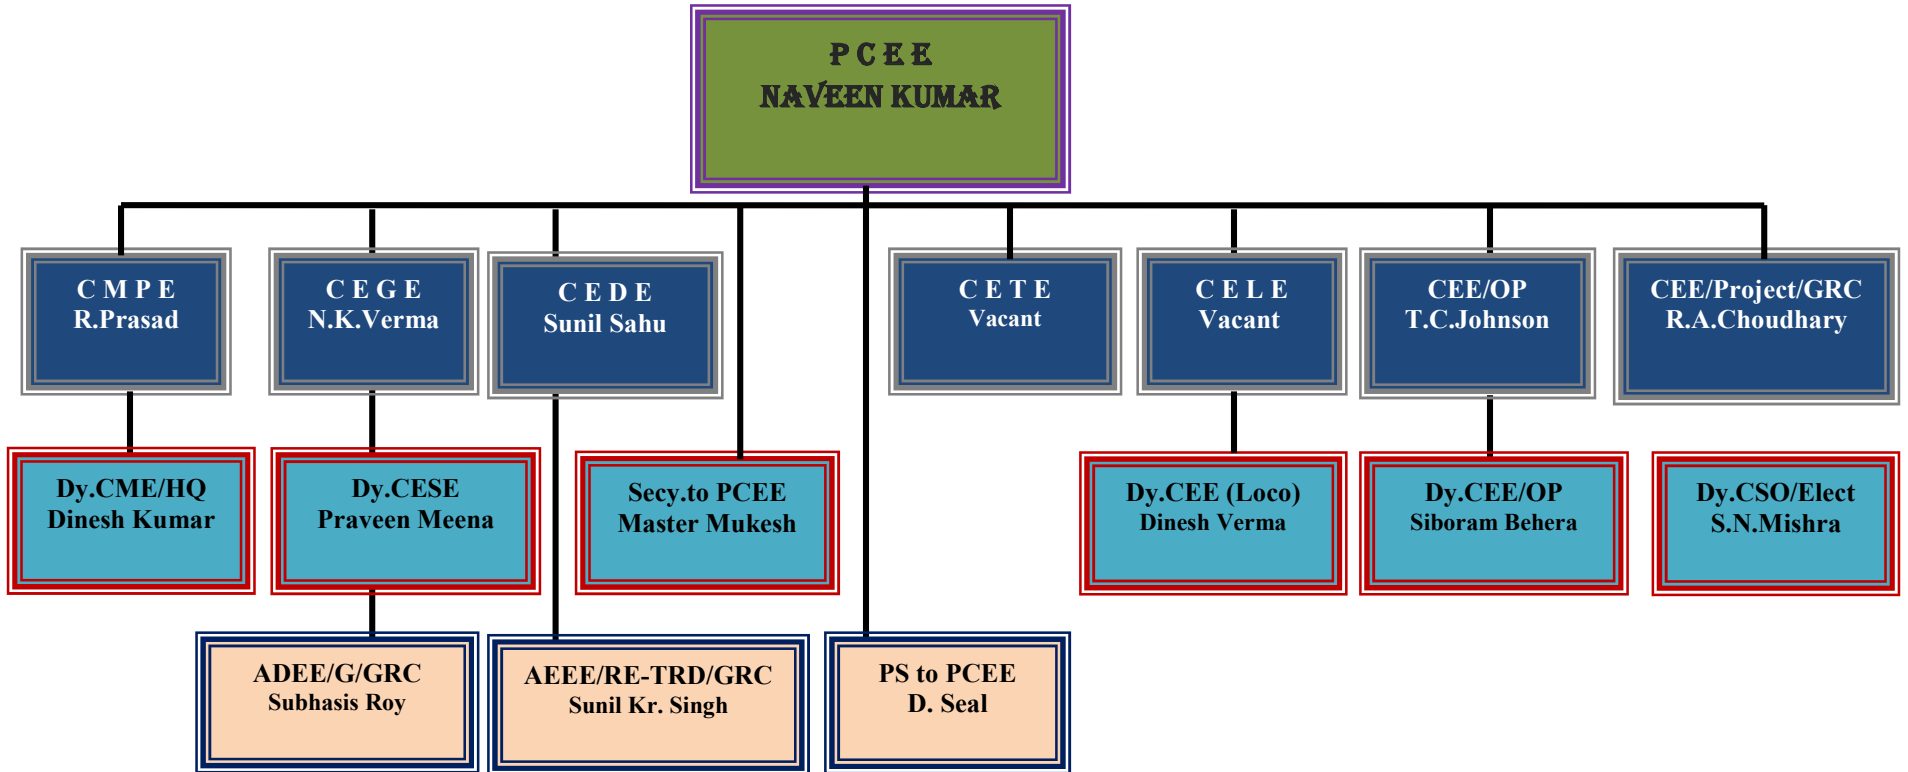 P C E E
NAVEEN KUMAR
C M P E
R.Prasad
C E G E
N.K.Verma
C E D E
Sunil Sahu
C E T E
Vacant
C E L E
Vacant
CEE/OP
T.C.Johnson
CEE/Project/GRC
R.A.Choudhary
Dy.CME/HQ
Dinesh Kumar
Dy.CESE
Praveen Meena
Secy.to PCEE
Master Mukesh
Dy.CEE (Loco)
Dinesh Verma
Dy.CEE/OP
Siboram Behera
Dy.CSO/Elect
S.N.Mishra
ADEE/G/GRC
Subhasis Roy
AEEE/RE-TRD/GRC
Sunil Kr. Singh
PS to PCEE
D. Seal